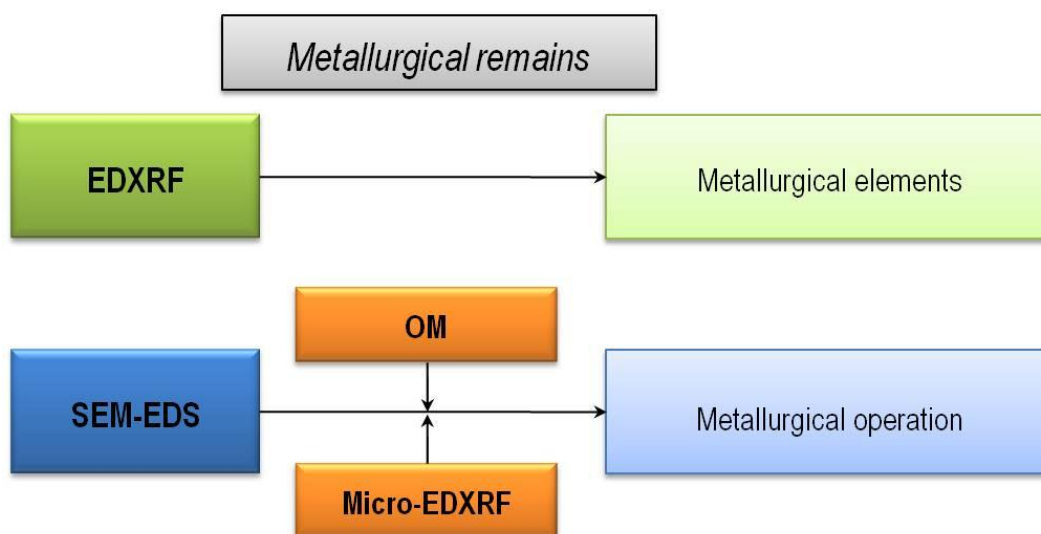 Metallurgical remains
EDXRF
Metallurgical elements
OM
SEM-EDS
Metallurgical operation
Micro-EDXRF